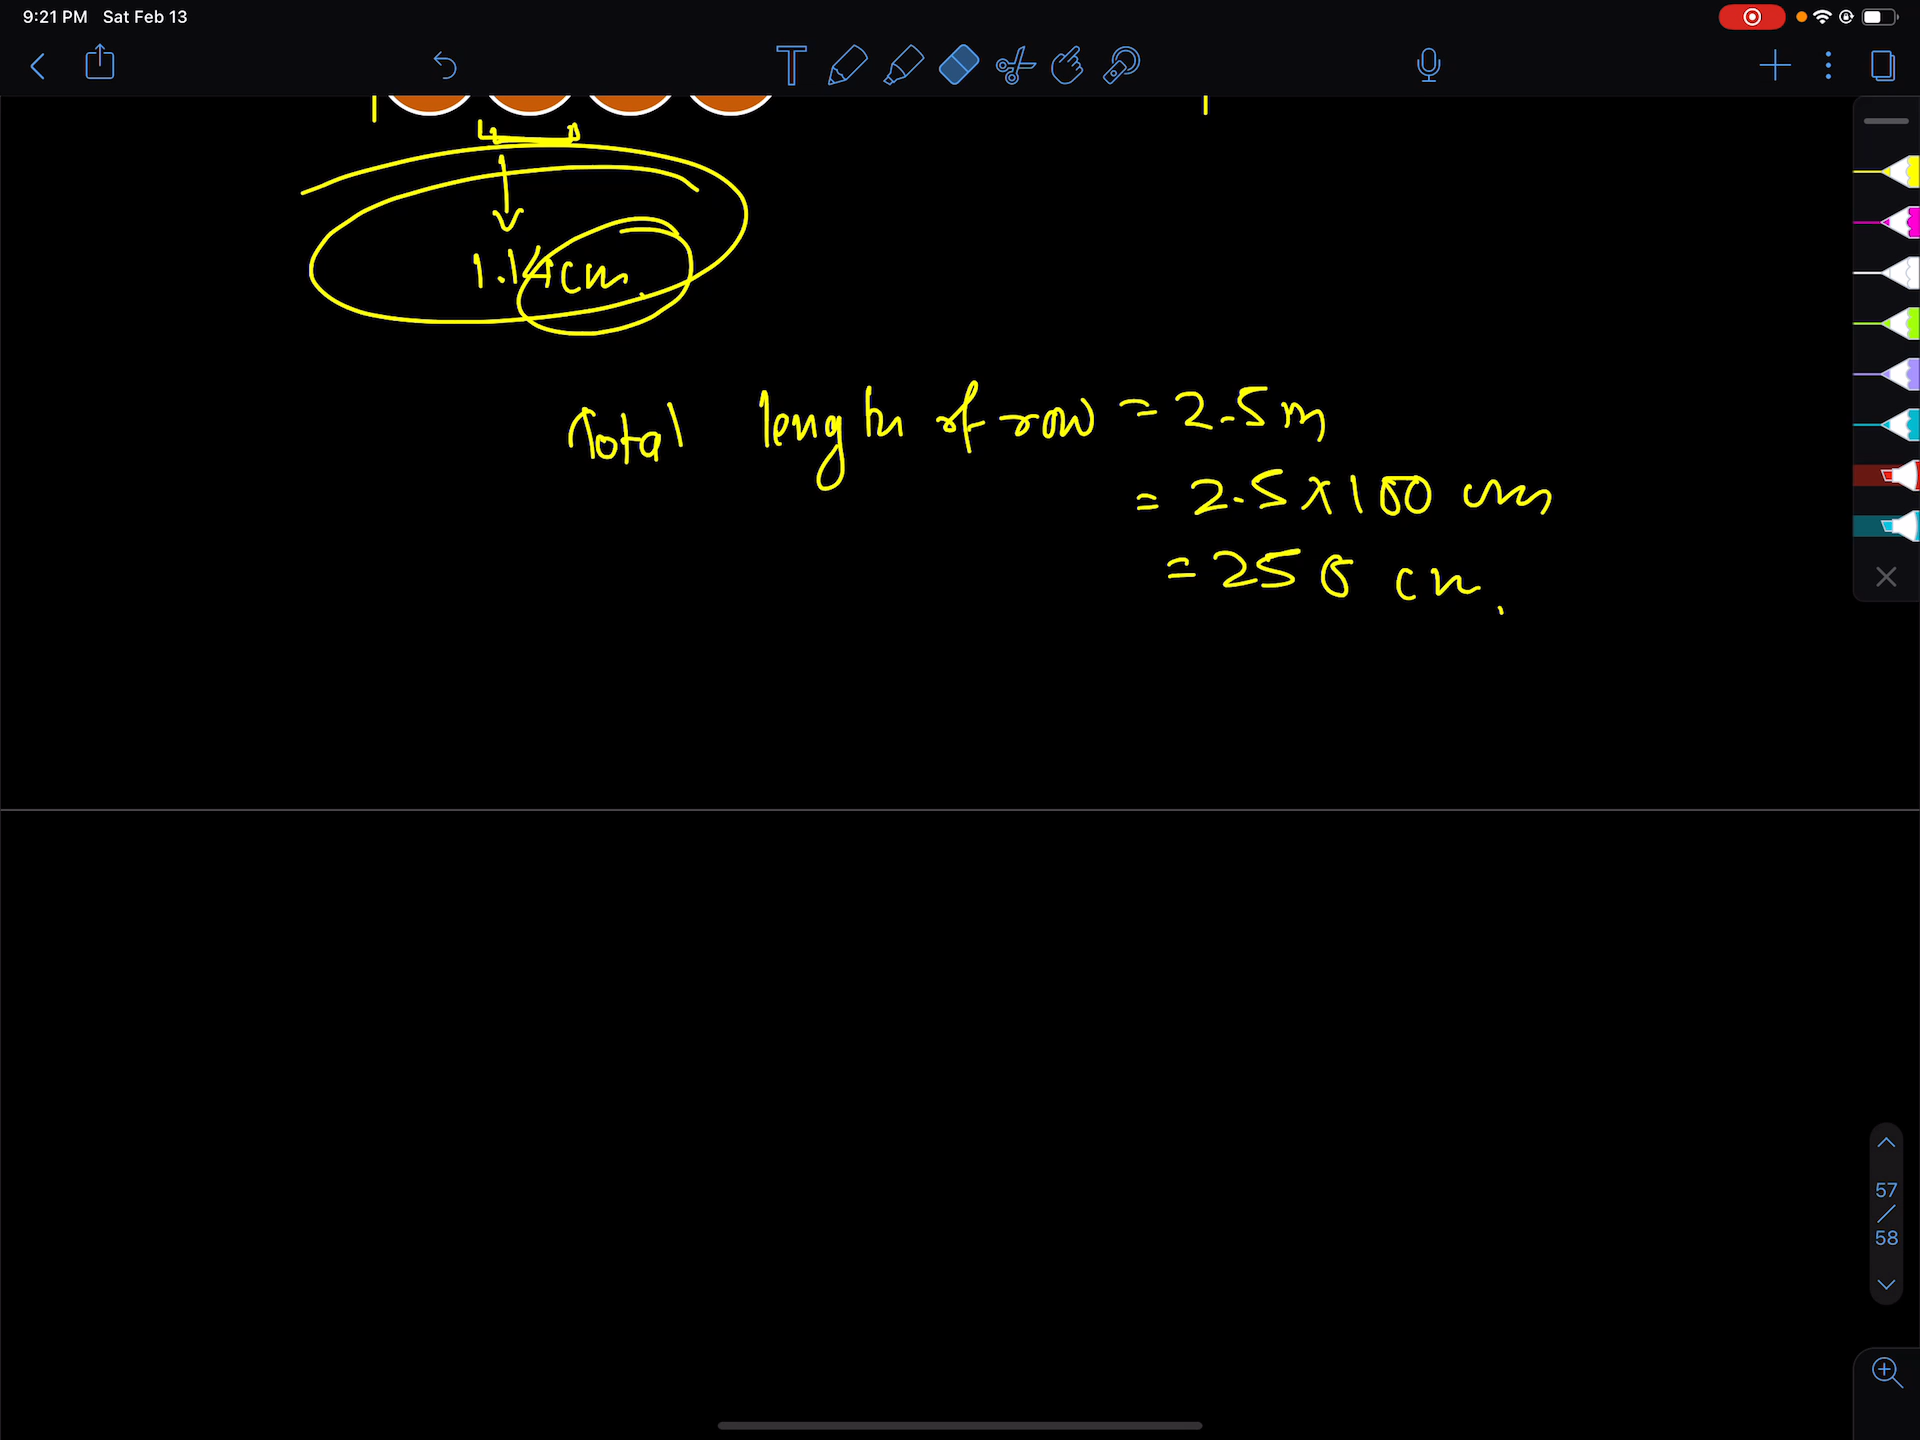 9:21 PM Sat Feb 13
1.14cm.
Total length of row = 2.5m
= 2.5 x 100 cm
= 250 cm.
57
/
58